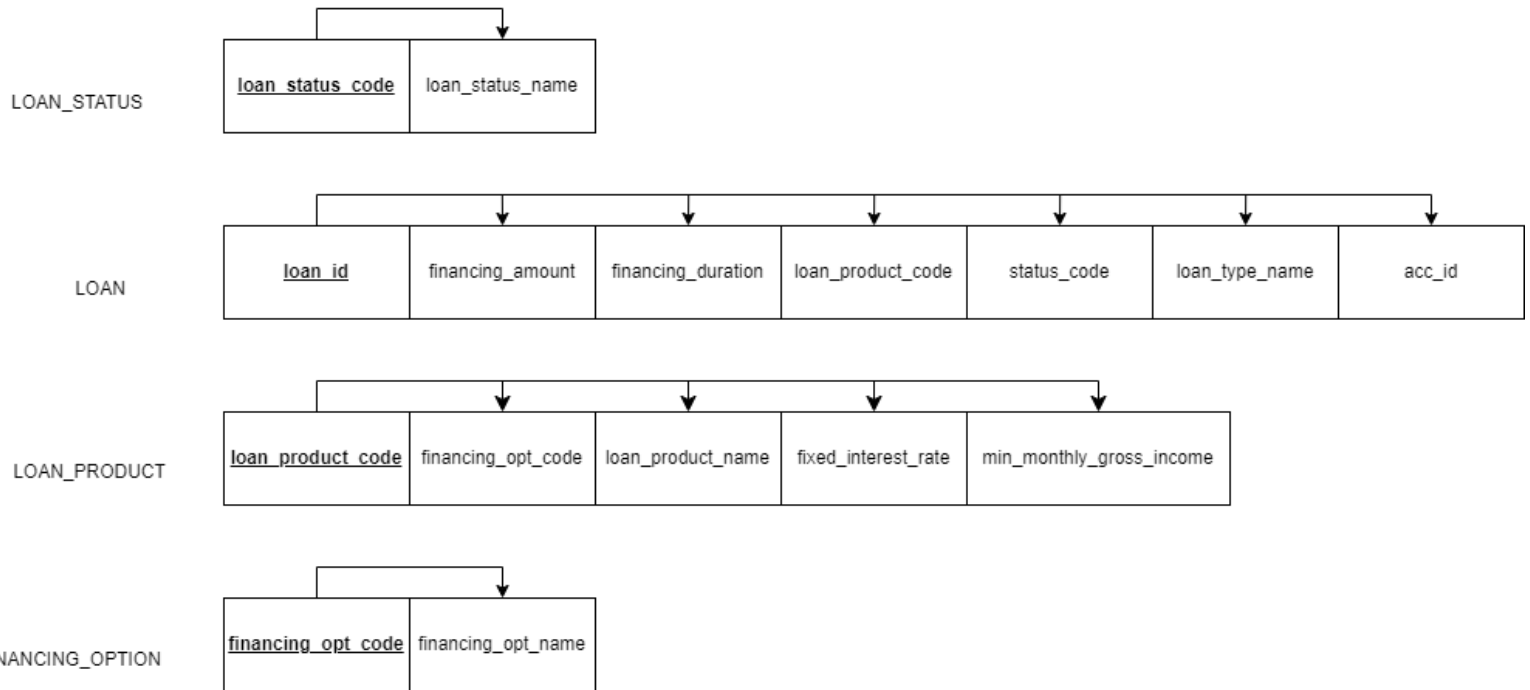 loan_status_code loan_status_name
LOAN_STATUS
loan_id financing_amount financing_duration loan_product_code status_code loan_type_name acc_id
LOAN
loan_product_code financing_opt_code loan_product_name fixed_interest_rate min_monthly_gross_income
LOAN_PRODUCT
financing_opt_code financing_opt_name
NANCING_OPTION